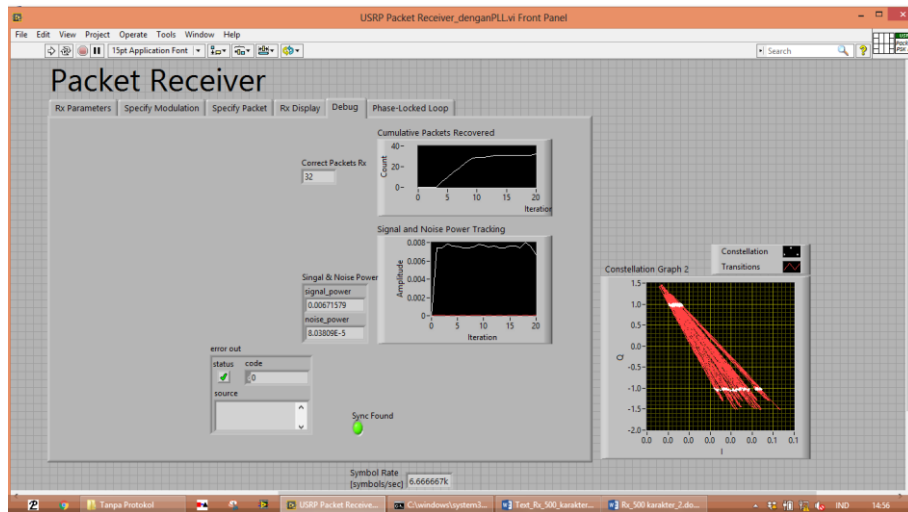 USRP Packet Receiver_denganPLL.vi Front Panel
File Edit View Project Operate Tools Window Help
15pt Application Font
Search
Packet Receiver
Rx Parameters Specify Modulation Specify Packet Rx Display Debug Phase-Locked Loop
Cumulative Packets Recovered
Correct Packets Rx
32
Count
40-
20-
0-
0 5 10 15 20
Iteration
Signal and Noise Power Tracking
Amplitude
0.008-
0.006-
0.004-
0.002-
0-
0 5 10 15 20
Iteration
Singal & Noise Power
signal_power
0.00671579
noise_power
8.03809E-5
error out
status code
0
source
Sync Found
Symbol Rate
[symbols/sec] 6.666667k
Constellation
Transitions
Constellation Graph 2
Q
1.5-
1.0-
0.5-
0.0-
-0.5-
-1.0-
-1.5-
-2.0-
0.0 0.0 0.0 0.0 0.0 0.0 0.1 0.1
I
Tanpa Protokol
USRP Packet Receive...
C:\windows\system3...
Text_Rx_500_karakter...
Rx_500 karakter_2.do...
IND 14:56